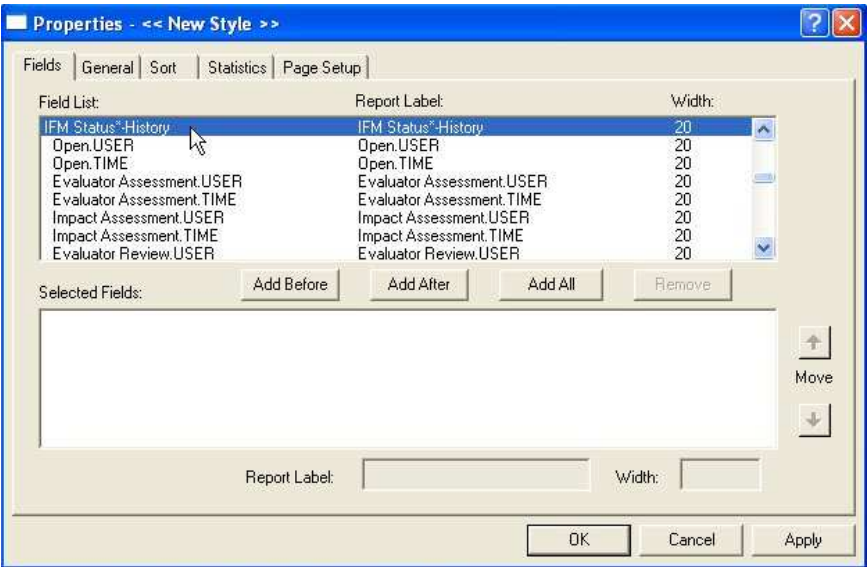 Properties - << New Style >>
Fields General Sort Statistics Page Setup
Field List: Report Label: Width:
IFM Status*-History IFM Status*-History 20
Open.USER Open.USER 20
Open.TIME Open.TIME 20
Evaluator Assessment.USER Evaluator Assessment.USER 20
Evaluator Assessment.TIME Evaluator Assessment.TIME 20
Impact Assessment.USER Impact Assessment.USER 20
Impact Assessment.TIME Impact Assessment.TIME 20
Evaluator Review.USER Evaluator Review.USER 20
Selected Fields: Add Before Add After Add All Remove
Move
Report Label: Width:
OK Cancel Apply